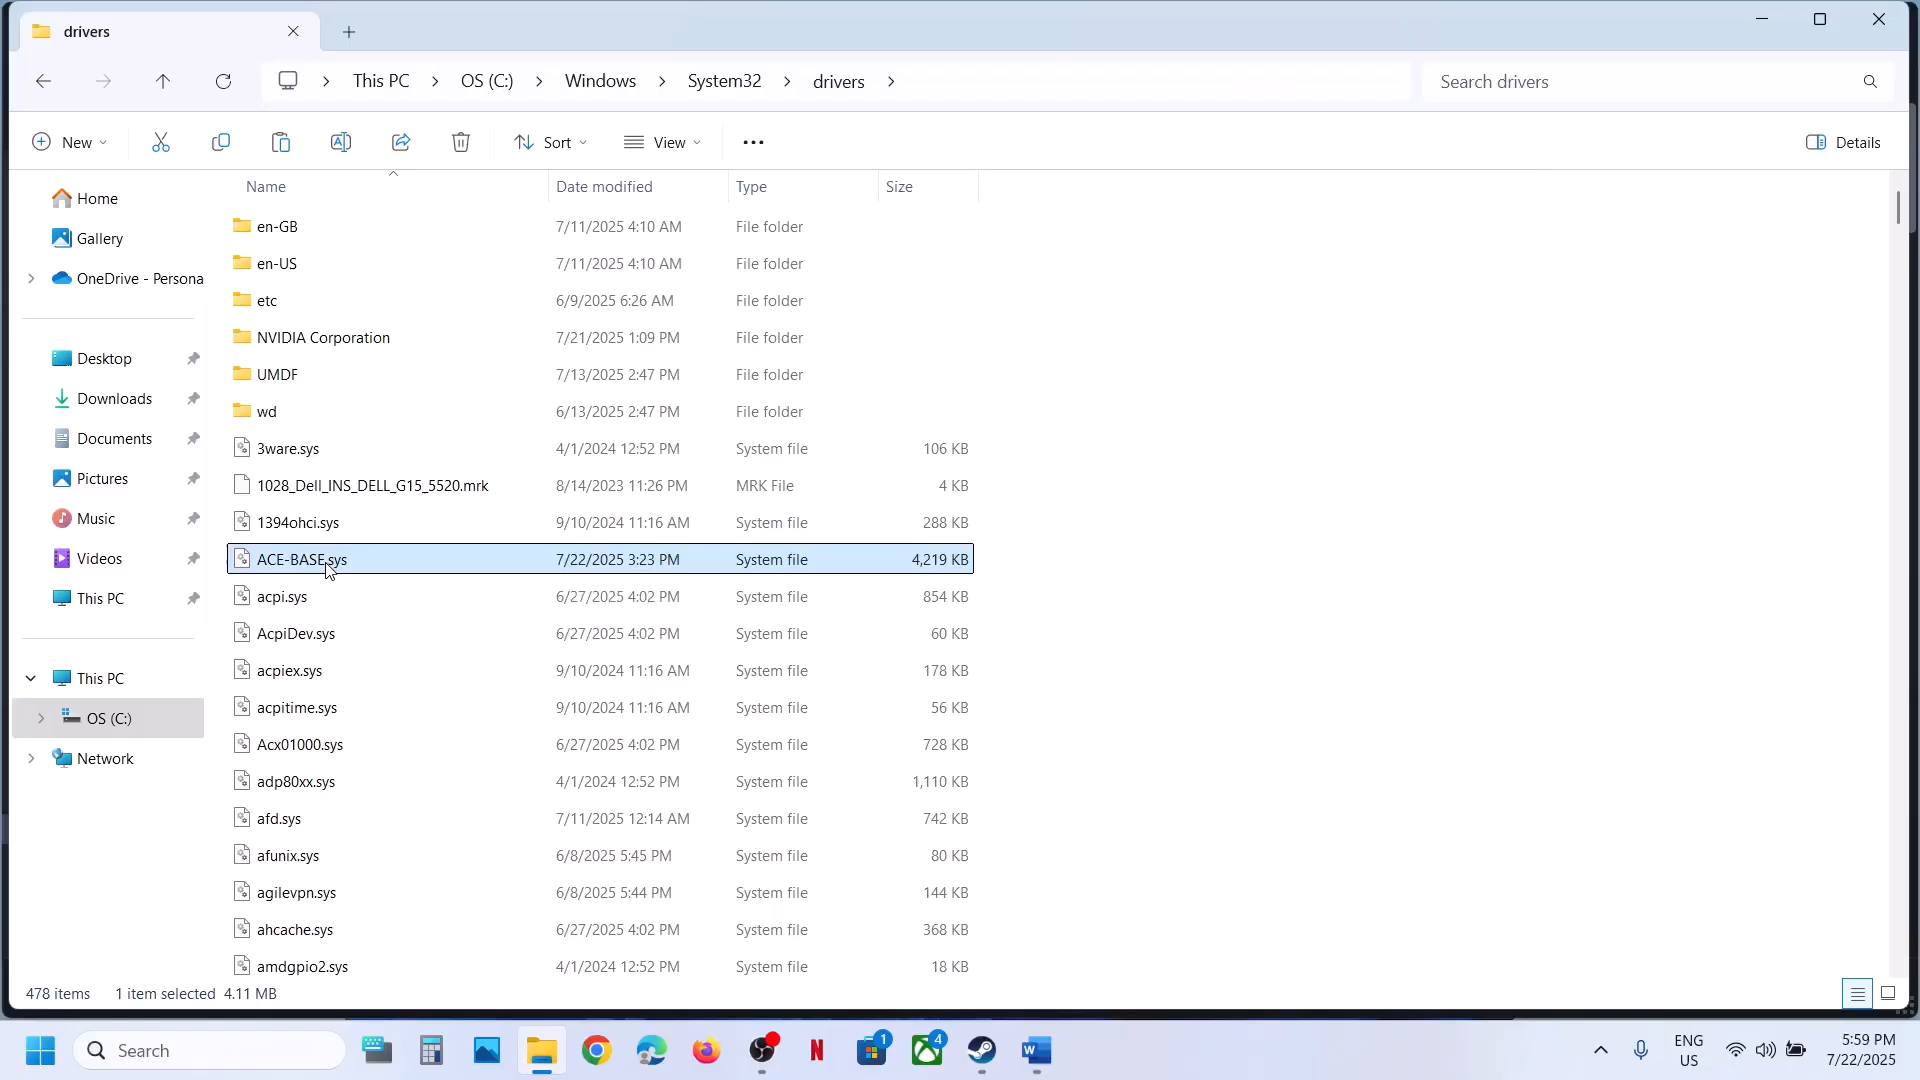 drivers
This PC
OS (C:)
Windows
System32
drivers
Search drivers
New
Sort
View
Details
Name
Date modified
Type
Size
Home
Gallery
OneDrive - Persona
Desktop
Downloads
Documents
Pictures
Music
Videos
This PC
This PC
OS (C:)
Network
en-GB 7/11/2025 4:10 AM File folder
en-US 7/11/2025 4:10 AM File folder
etc 6/9/2025 6:26 AM File folder
NVIDIA Corporation 7/21/2025 1:09 PM File folder
UMDF 7/13/2025 2:47 PM File folder
wd 6/13/2025 2:47 PM File folder
3ware.sys 4/1/2024 12:52 PM System file 106 KB
1028_Dell_INS_DELL_G15_5520.mrk 8/14/2023 11:26 PM MRK File 4 KB
1394ohci.sys 9/10/2024 11:16 AM System file 288 KB
ACE-BASE.sys 7/22/2025 3:23 PM System file 4,219 KB
acpi.sys 6/27/2025 4:02 PM System file 854 KB
AcpiDev.sys 6/27/2025 4:02 PM System file 60 KB
acpiex.sys 9/10/2024 11:16 AM System file 178 KB
acpitime.sys 9/10/2024 11:16 AM System file 56 KB
Acx01000.sys 6/27/2025 4:02 PM System file 728 KB
adp80xx.sys 4/1/2024 12:52 PM System file 1,110 KB
afd.sys 7/11/2025 12:14 AM System file 742 KB
afunix.sys 6/8/2025 5:45 PM System file 80 KB
agilevpn.sys 6/8/2025 5:44 PM System file 144 KB
ahcache.sys 6/27/2025 4:02 PM System file 368 KB
amdgpio2.sys 4/1/2024 12:52 PM System file 18 KB
478 items
1 item selected 4.11 MB
Search
N
1
4
W
ENG
US
5:59 PM
7/22/2025